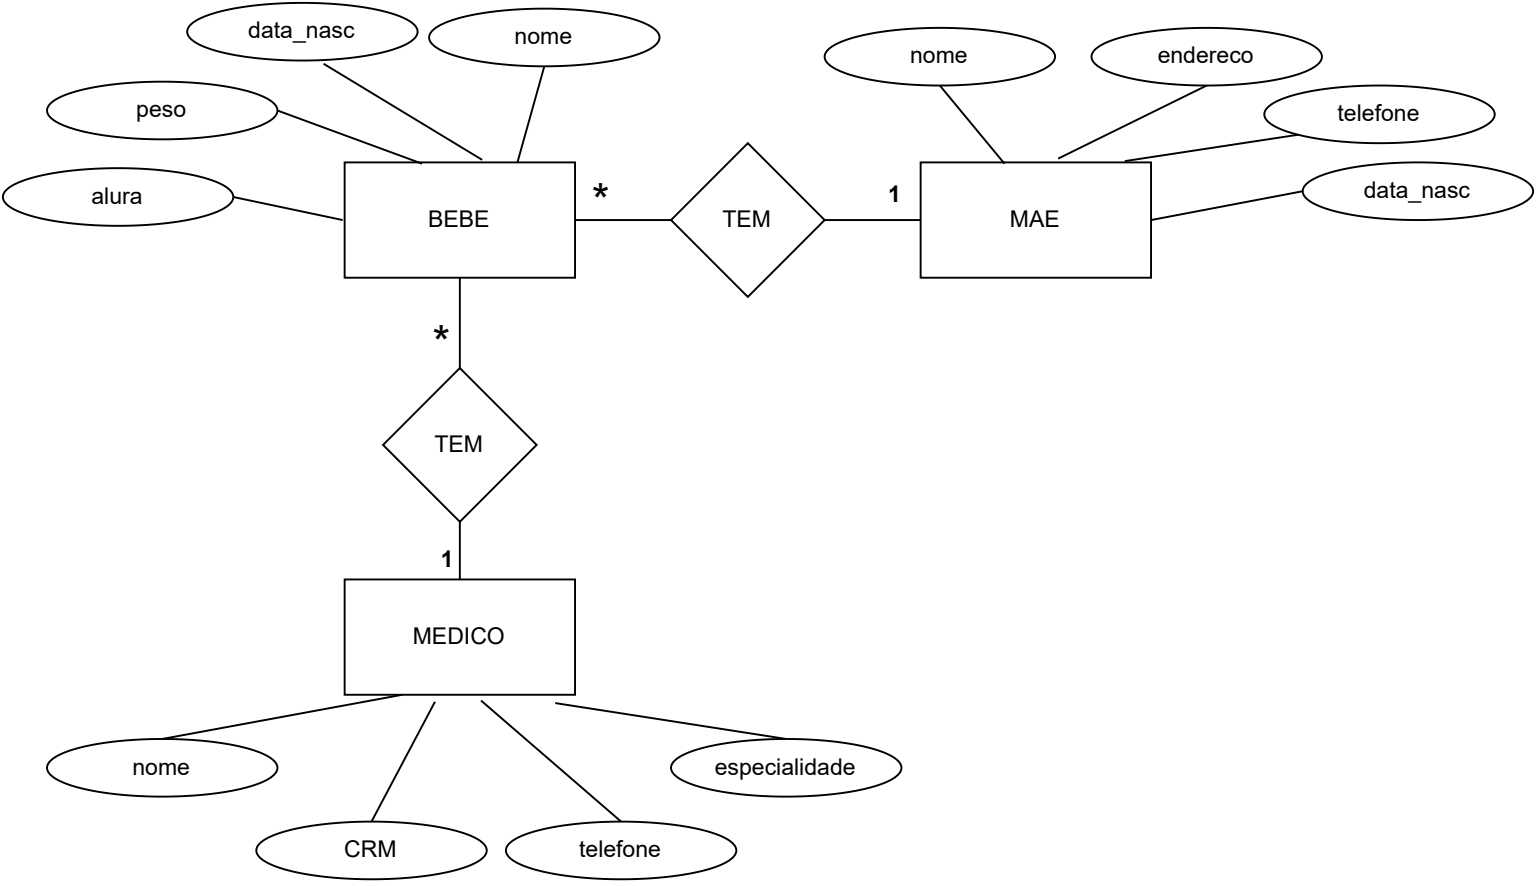 data_nasc
nome
nome
endereco
peso
telefone
alura
data_nasc
*
1
BEBE
TEM
MAE
*
TEM
1
MEDICO
nome
especialidade
CRM
telefone